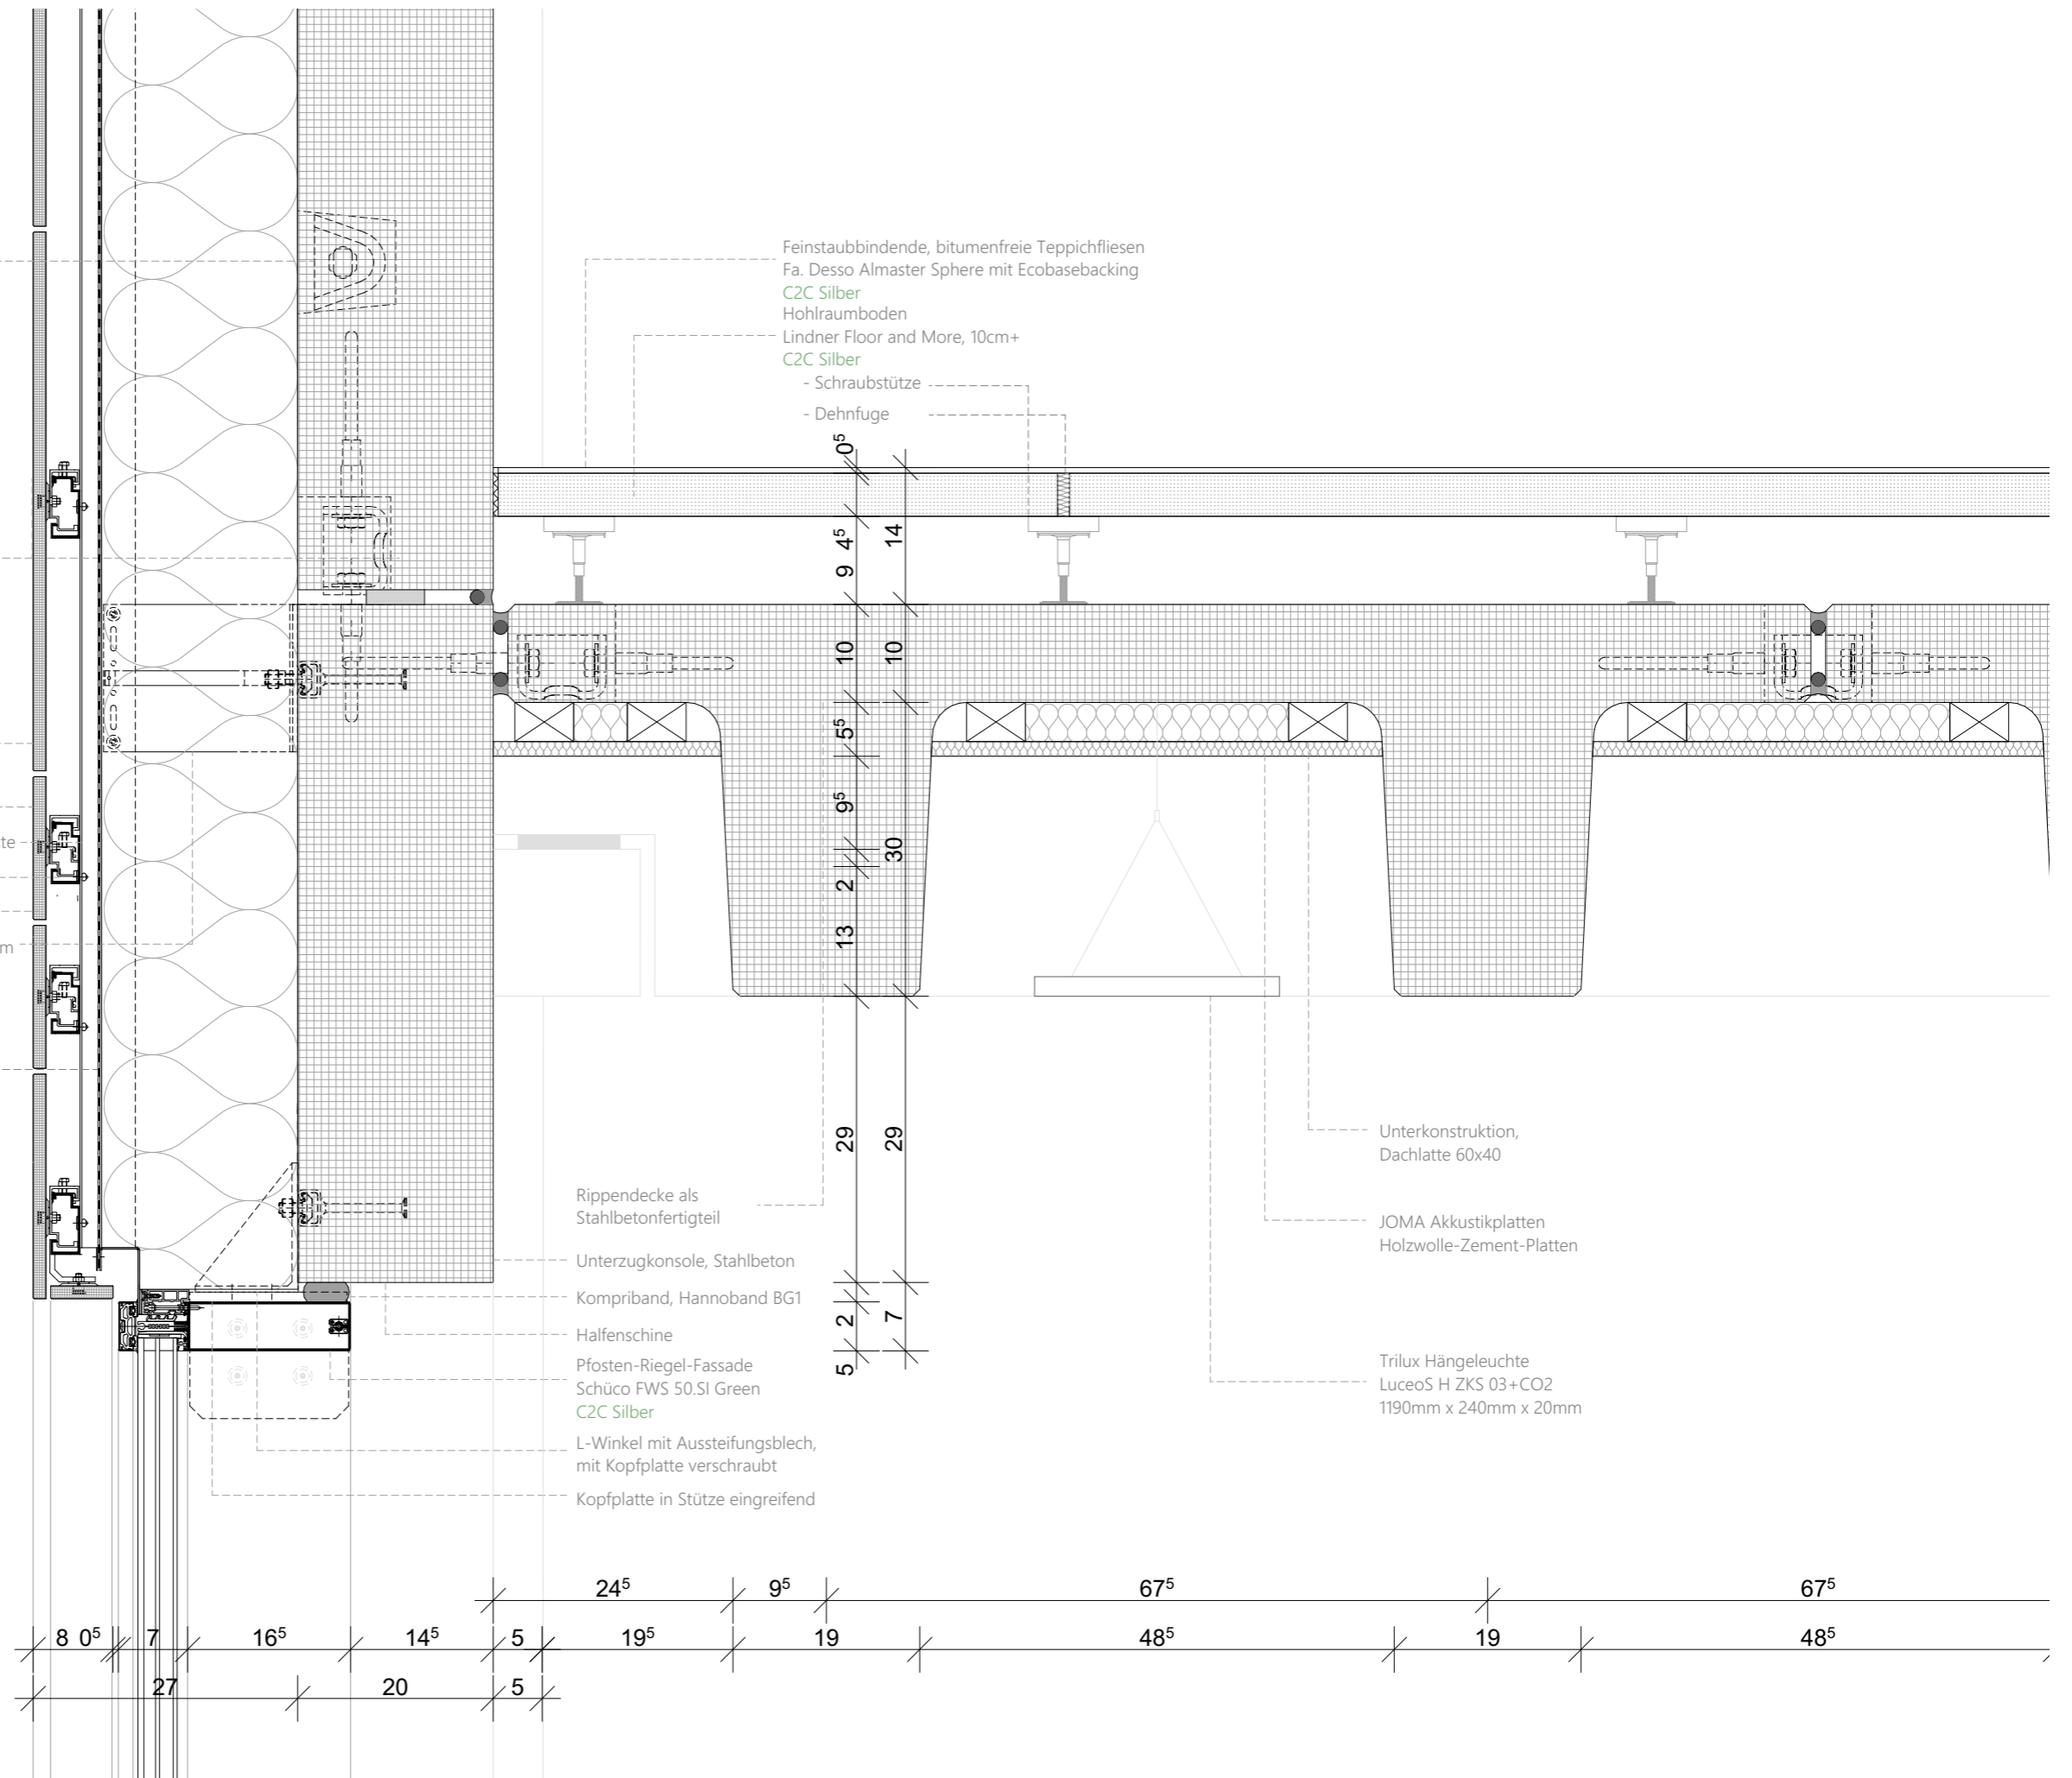 Feinstaubbindende, bitumenfreie Teppichfliesen
Fa. Desso Almaster Sphere mit Ecobasebacking
C2C Silber
Hohlraumboden
Lindner Floor and More, 10cm+
C2C Silber
- Schraubstütze
- Dehnfuge
0⁵
4⁵
14
9
10
10
5⁵
9⁵
30
2
13
29
29
2
7
5
te
m
Rippendecke als
Stahlbetonfertigteil
Unterzugkonsole, Stahlbeton
Kompriband, Hannoband BG1
Halfenschine
Pfosten-Riegel-Fassade
Schüco FWS 50.SI Green
C2C Silber
L-Winkel mit Aussteifungsblech,
mit Kopfplatte verschraubt
Kopfplatte in Stütze eingreifend
Unterkonstruktion,
Dachlatte 60x40
JOMA Akkustikplatten
Holzwolle-Zement-Platten
Trilux Hängeleuchte
LuceoS H ZKS 03+CO2
1190mm x 240mm x 20mm
24⁵ 9⁵ 67⁵ 67⁵
8 0⁵ 7 16⁵ 14⁵ 5 19⁵ 19 48⁵ 19 48⁵
27 20 5